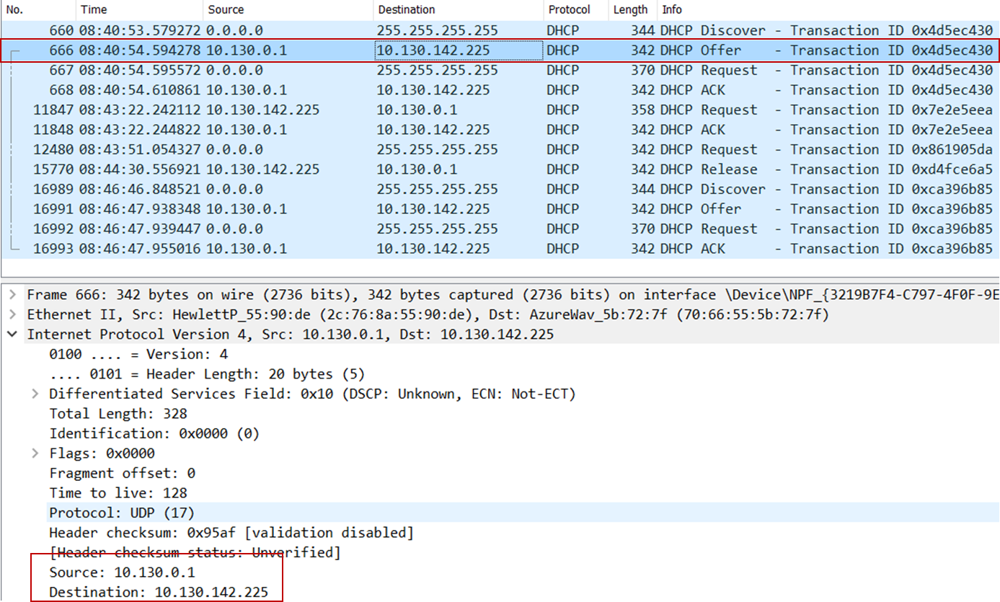 No. Time Source Destination Protocol Length Info
660 08:40:53.579272 0.0.0.0 255.255.255.255 DHCP 344 DHCP Discover - Transaction ID 0x4d5ec430
666 08:40:54.594278 10.130.0.1 10.130.142.225 DHCP 342 DHCP Offer - Transaction ID 0x4d5ec430
667 08:40:54.595572 0.0.0.0 255.255.255.255 DHCP 370 DHCP Request - Transaction ID 0x4d5ec430
668 08:40:54.610861 10.130.0.1 10.130.142.225 DHCP 342 DHCP ACK - Transaction ID 0x4d5ec430
11847 08:43:22.242112 10.130.142.225 10.130.0.1 DHCP 358 DHCP Request - Transaction ID 0x7e2e5eea
11848 08:43:22.244822 10.130.0.1 10.130.142.225 DHCP 342 DHCP ACK - Transaction ID 0x7e2e5eea
12480 08:43:51.054327 0.0.0.0 255.255.255.255 DHCP 342 DHCP Request - Transaction ID 0x861905da
15770 08:44:30.556921 10.130.142.225 10.130.0.1 DHCP 342 DHCP Release - Transaction ID 0xd4fce6a5
16989 08:46:46.848521 0.0.0.0 255.255.255.255 DHCP 344 DHCP Discover - Transaction ID 0xca396b85
16991 08:46:47.938348 10.130.0.1 10.130.142.225 DHCP 342 DHCP Offer - Transaction ID 0xca396b85
16992 08:46:47.939447 0.0.0.0 255.255.255.255 DHCP 370 DHCP Request - Transaction ID 0xca396b85
16993 08:46:47.955016 10.130.0.1 10.130.142.225 DHCP 342 DHCP ACK - Transaction ID 0xca396b85
Frame 666: 342 bytes on wire (2736 bits), 342 bytes captured (2736 bits) on interface \Device\NPF_{3219B7F4-C797-4F0F-9E
Ethernet II, Src: HewlettP_55:90:de (2c:76:8a:55:90:de), Dst: AzureWav_5b:72:7f (70:66:55:5b:72:7f)
Internet Protocol Version 4, Src: 10.130.0.1, Dst: 10.130.142.225
0100 .... = Version: 4
.... 0101 = Header Length: 20 bytes (5)
Differentiated Services Field: 0x10 (DSCP: Unknown, ECN: Not-ECT)
Total Length: 328
Identification: 0x0000 (0)
Flags: 0x0000
Fragment offset: 0
Time to live: 128
Protocol: UDP (17)
Header checksum: 0x95af [validation disabled]
[Header checksum status: Unverified]
Source: 10.130.0.1
Destination: 10.130.142.225